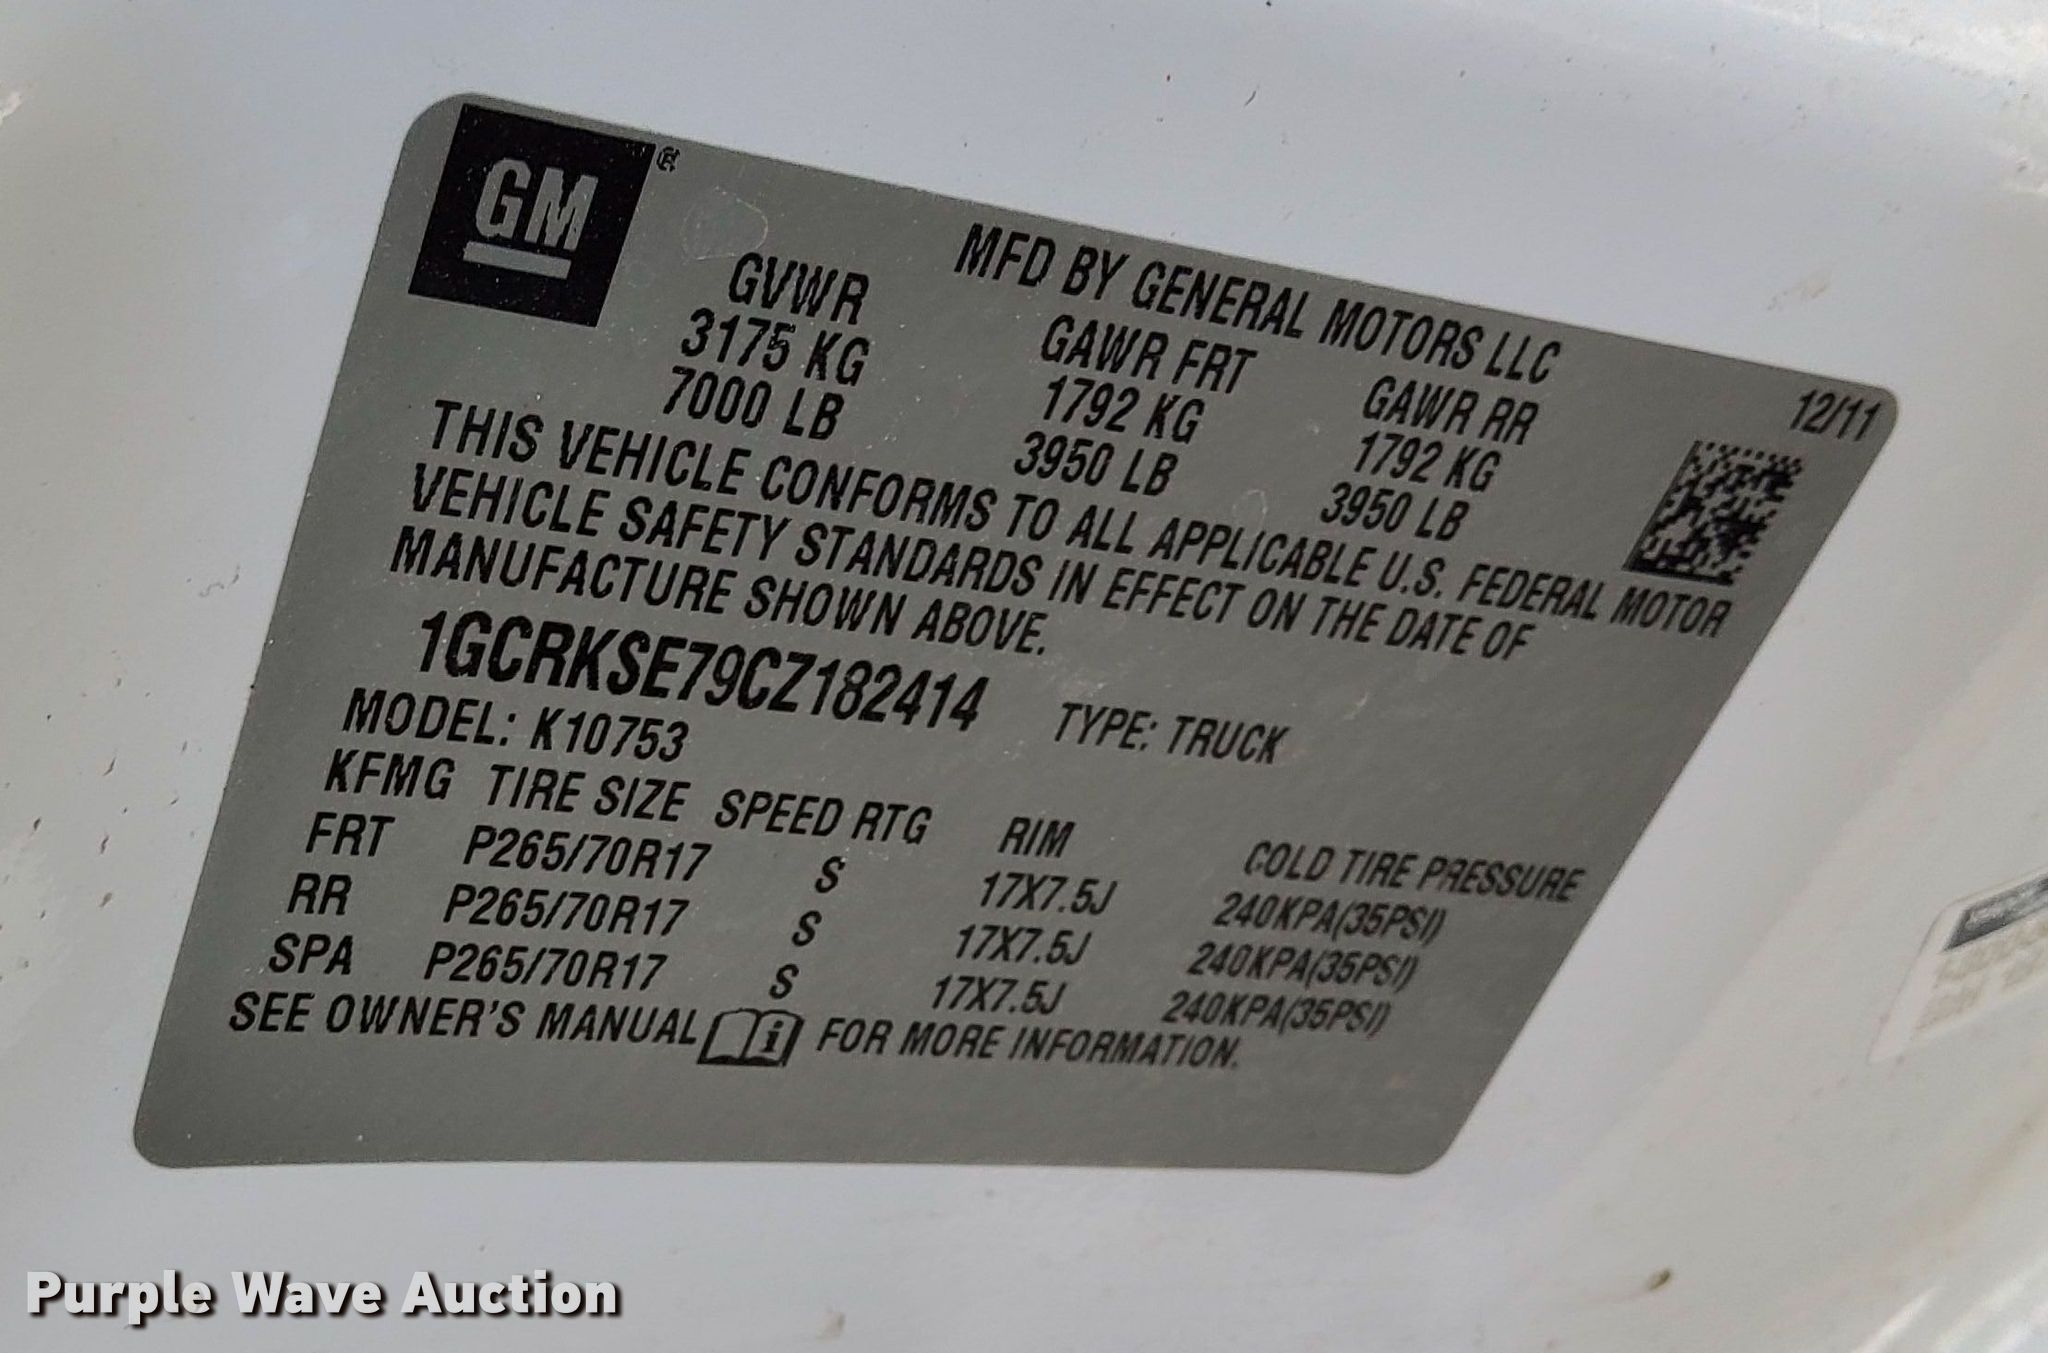 GM
MFD BY GENERAL MOTORS LLC
12/11
GVWR GAWR FRT GAWR RR
3175 KG 1792 KG 1792 KG
7000 LB 3950 LB 3950 LB
THIS VEHICLE CONFORMS TO ALL APPLICABLE U.S. FEDERAL MOTOR
VEHICLE SAFETY STANDARDS IN EFFECT ON THE DATE OF
MANUFACTURE SHOWN ABOVE.
1GCRKSE79CZ182414 TYPE: TRUCK
MODEL: K10753
KFMG TIRE SIZE SPEED RTG RIM COLD TIRE PRESSURE
FRT P265/70R17 S 17X7.5J 240KPA(35PSI)
RR P265/70R17 S 17X7.5J 240KPA(35PSI)
SPA P265/70R17 S 17X7.5J 240KPA(35PSI)
SEE OWNER'S MANUAL i FOR MORE INFORMATION.
Purple Wave Auction